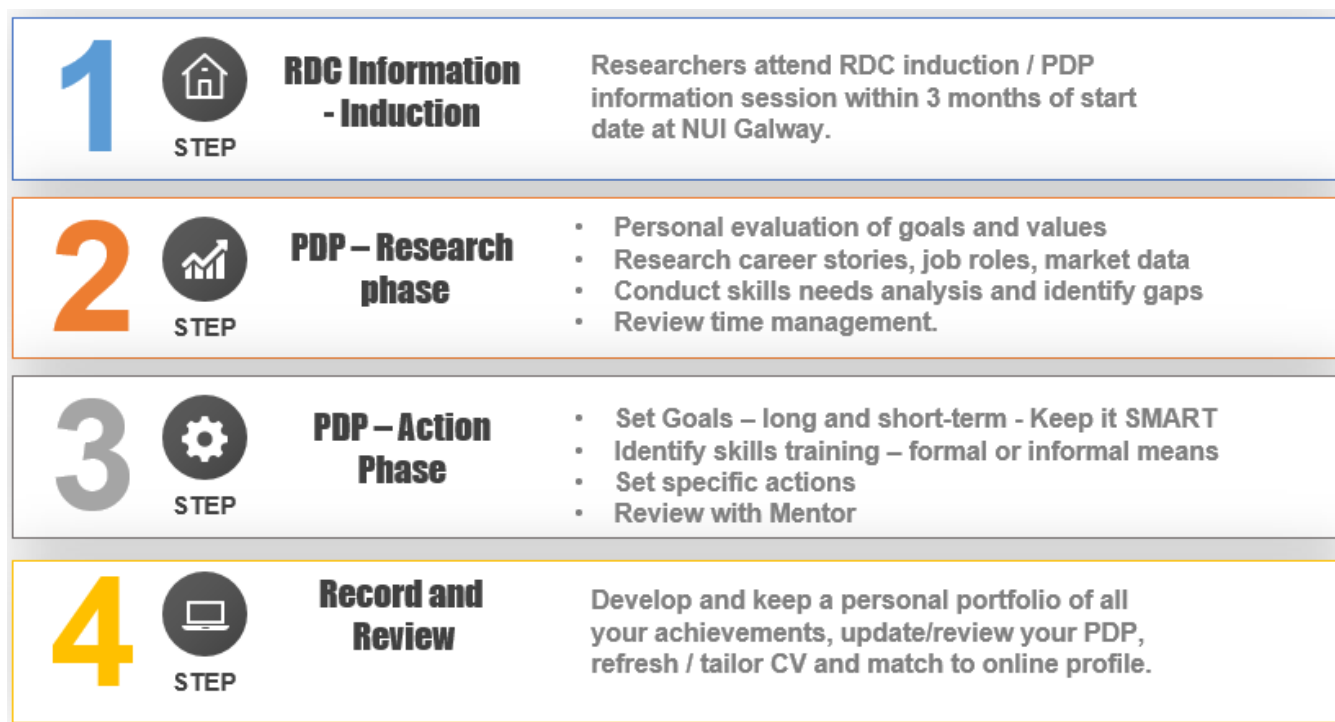 1
STEP
RDC Information
- Induction
Researchers attend RDC induction / PDP
information session within 3 months of start
date at NUI Galway.
2
STEP
PDP – Research
phase
• Personal evaluation of goals and values
• Research career stories, job roles, market data
• Conduct skills needs analysis and identify gaps
• Review time management.
3
STEP
PDP – Action
Phase
• Set Goals – long and short-term - Keep it SMART
• Identify skills training – formal or informal means
• Set specific actions
• Review with Mentor
4
STEP
Record and
Review
Develop and keep a personal portfolio of all
your achievements, update/review your PDP,
refresh / tailor CV and match to online profile.